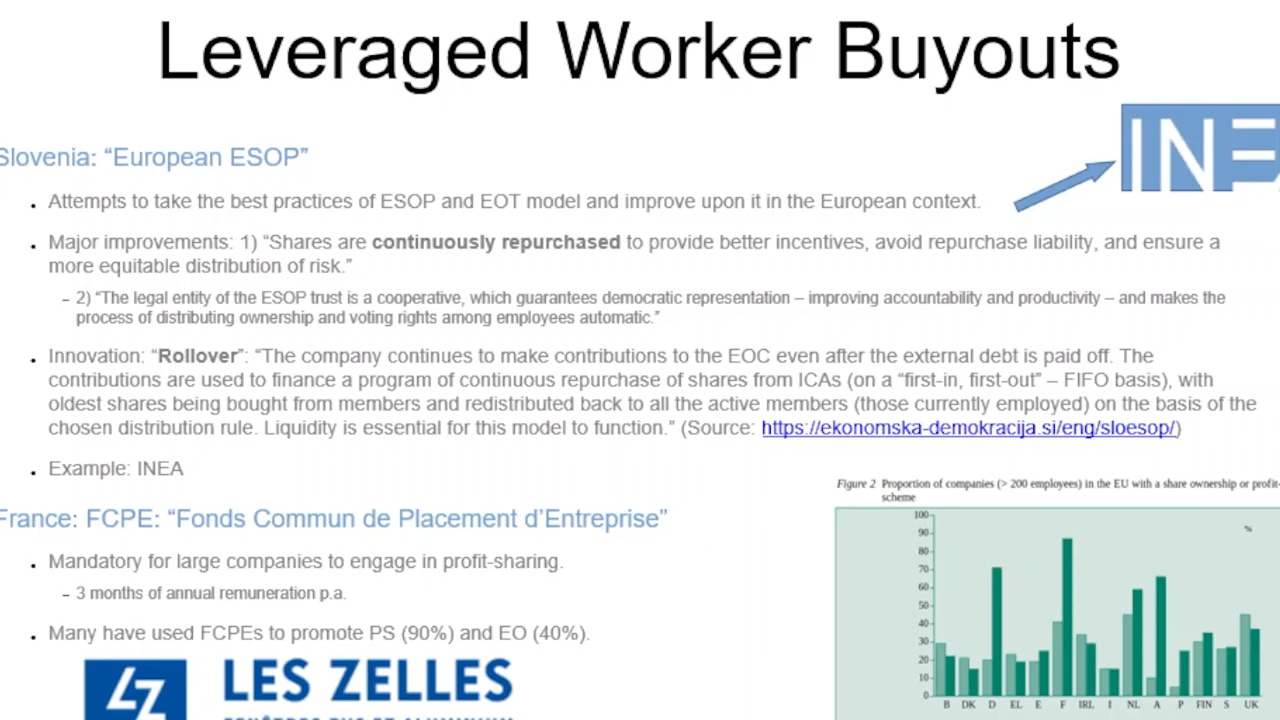 Leveraged Worker Buyouts
INEA
Slovenia: “European ESOP”
Attempts to take the best practices of ESOP and EOT model and improve upon it in the European context.
Major improvements: 1) “Shares are continuously repurchased to provide better incentives, avoid repurchase liability, and ensure a
more equitable distribution of risk.”
– 2) “The legal entity of the ESOP trust is a cooperative, which guarantees democratic representation – improving accountability and productivity – and makes the
process of distributing ownership and voting rights among employees automatic.”
Innovation: “Rollover”: “The company continues to make contributions to the EOC even after the external debt is paid off. The
contributions are used to finance a program of continuous repurchase of shares from ICAs (on a “first-in, first-out” – FIFO basis), with
oldest shares being bought from members and redistributed back to all the active members (those currently employed) on the basis of the
chosen distribution rule. Liquidity is essential for this model to function.” (Source: https://ekonomska-demokracija.si/eng/sloesop/)
Example: INEA
France: FCPE: “Fonds Commun de Placement d’Entreprise”
Mandatory for large companies to engage in profit-sharing.
– 3 months of annual remuneration p.a.
Many have used FCPEs to promote PS (90%) and EO (40%).
LZ
LES ZELLES
Figure 2 Proportion of companies (> 200 employees) in the EU with a share ownership or profit-
scheme
%
100
90
80
70
60
50
40
30
20
10
0
B DK D EL E F IRL I NL A P FIN S UK